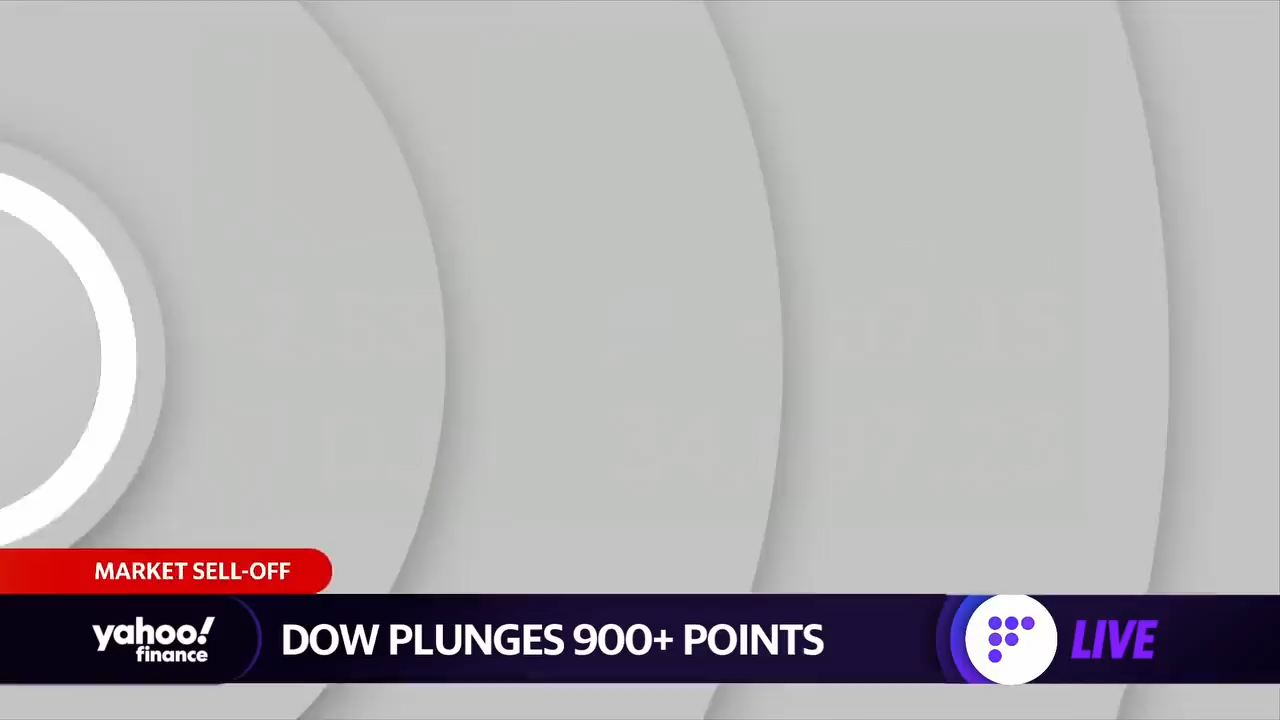 MARKET SELL-OFF
yahoo!
finance
DOW PLUNGES 900+ POINTS
LIVE